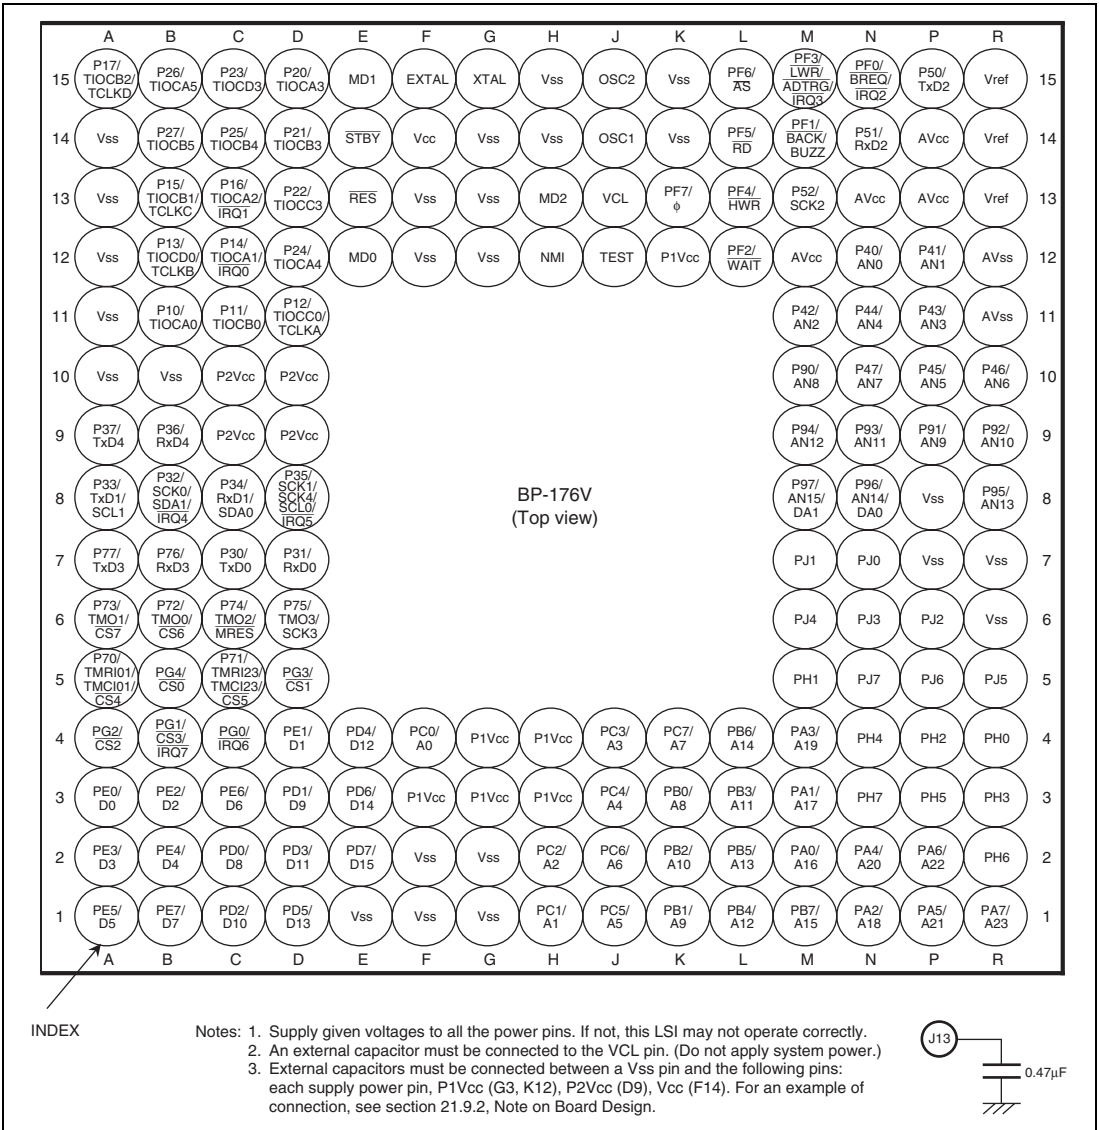 A B C D E F G H J K L M N P R
15 P17/TIOCB2/TCLKD P26/TIOCA5 P23/TIOCD3 P20/TIOCA3 MD1 EXTAL XTAL Vss OSC2 Vss PF6/AS PF3/LWR/ADTRG/IRQ3 PF0/BREQ/IRQ2 P50/TxD2 Vref 15
14 Vss P27/TIOCB5 P25/TIOCB4 P21/TIOCB3 STBY Vcc Vss Vss OSC1 Vss PF5/RD PF1/BACK/BUZZ P51/RxD2 AVcc Vref 14
13 Vss P15/TIOCB1/TCLKC P16/TIOCA2/IRQ1 P22/TIOCC3 RES Vss Vss MD2 VCL PF7/ϕ PF4/HWR P52/SCK2 AVcc AVcc Vref 13
12 Vss P13/TIOCD0/TCLKB P14/TIOCA1/IRQ0 P24/TIOCA4 MD0 Vss Vss NMI TEST P1Vcc PF2/WAIT AVcc P40/AN0 P41/AN1 AVss 12
11 Vss P10/TIOCA0 P11/TIOCB0 P12/TIOCC0/TCLKA P42/AN2 P44/AN4 P43/AN3 AVss 11
10 Vss Vss P2Vcc P2Vcc P90/AN8 P47/AN7 P45/AN5 P46/AN6 10
9 P37/TxD4 P36/RxD4 P2Vcc P2Vcc P94/AN12 P93/AN11 P91/AN9 P92/AN10 9
8 P33/TxD1/SCL1 P32/SCK0/SDA1/IRQ4 P34/RxD1/SDA0 P35/SCK1/SCK4/SCL0/IRQ5 BP-176V P97/AN15/DA1 P96/AN14/DA0 Vss P95/AN13 8
(Top view)
7 P77/TxD3 P76/RxD3 P30/TxD0 P31/RxD0 PJ1 PJ0 Vss Vss 7
6 P73/TMO1/CS7 P72/TMO0/CS6 P74/TMO2/MRES P75/TMO3/SCK3 PJ4 PJ3 PJ2 Vss 6
5 P70/TMRI01/TMCI01/CS4 PG4/CS0 P71/TMRI23/TMCI23/CS5 PG3/CS1 PH1 PJ7 PJ6 PJ5 5
4 PG2/CS2 PG1/CS3/IRQ7 PG0/IRQ6 PE1/D1 PD4/D12 PC0/A0 P1Vcc P1Vcc PC3/A3 PC7/A7 PB6/A14 PA3/A19 PH4 PH2 PH0 4
3 PE0/D0 PE2/D2 PE6/D6 PD1/D9 PD6/D14 P1Vcc P1Vcc P1Vcc PC4/A4 PB0/A8 PB3/A11 PA1/A17 PH7 PH5 PH3 3
2 PE3/D3 PE4/D4 PD0/D8 PD3/D11 PD7/D15 Vss Vss PC2/A2 PC6/A6 PB2/A10 PB5/A13 PA0/A16 PA4/A20 PA6/A22 PH6 2
1 PE5/D5 PE7/D7 PD2/D10 PD5/D13 Vss Vss Vss PC1/A1 PC5/A5 PB1/A9 PB4/A12 PB7/A15 PA2/A18 PA5/A21 PA7/A23 1
A B C D E F G H J K L M N P R
INDEX
Notes: 1. Supply given voltages to all the power pins. If not, this LSI may not operate correctly.
2. An external capacitor must be connected to the VCL pin. (Do not apply system power.)
3. External capacitors must be connected between a Vss pin and the following pins:
each supply power pin, P1Vcc (G3, K12), P2Vcc (D9), Vcc (F14). For an example of
connection, see section 21.9.2, Note on Board Design.
J13
0.47μF